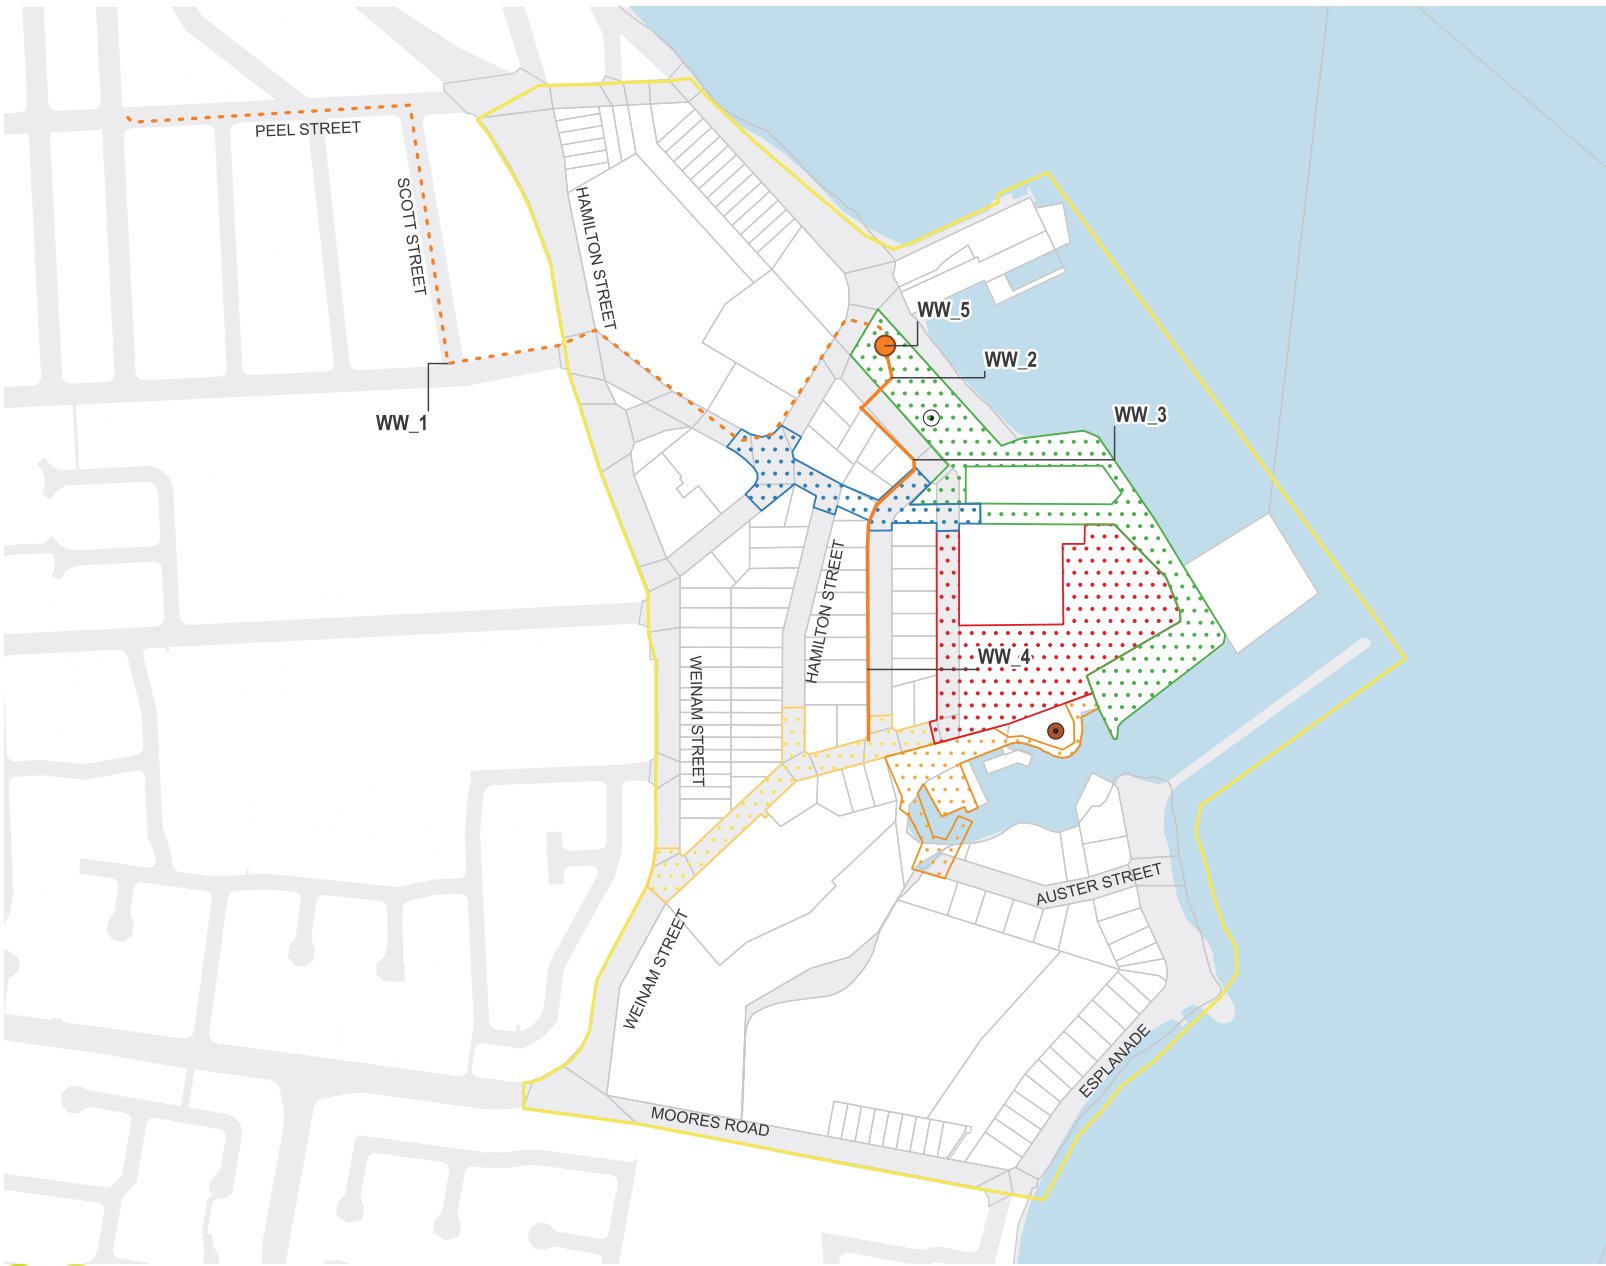 PEEL STREET
SCOTT STREET
HAMILTON STREET
WW_5
WW_2
WW_1
WW_3
HAMILTON STREET
WEINAM STREET
WW_4
AUSTER STREET
WEINAM STREET
ESPLANADE
MOORES ROAD